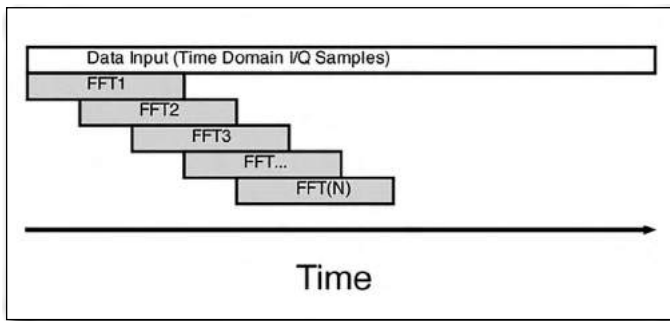 Data Input (Time Domain I/Q Samples)
FFT1
FFT2
FFT3
FFT...
FFT(N)
Time